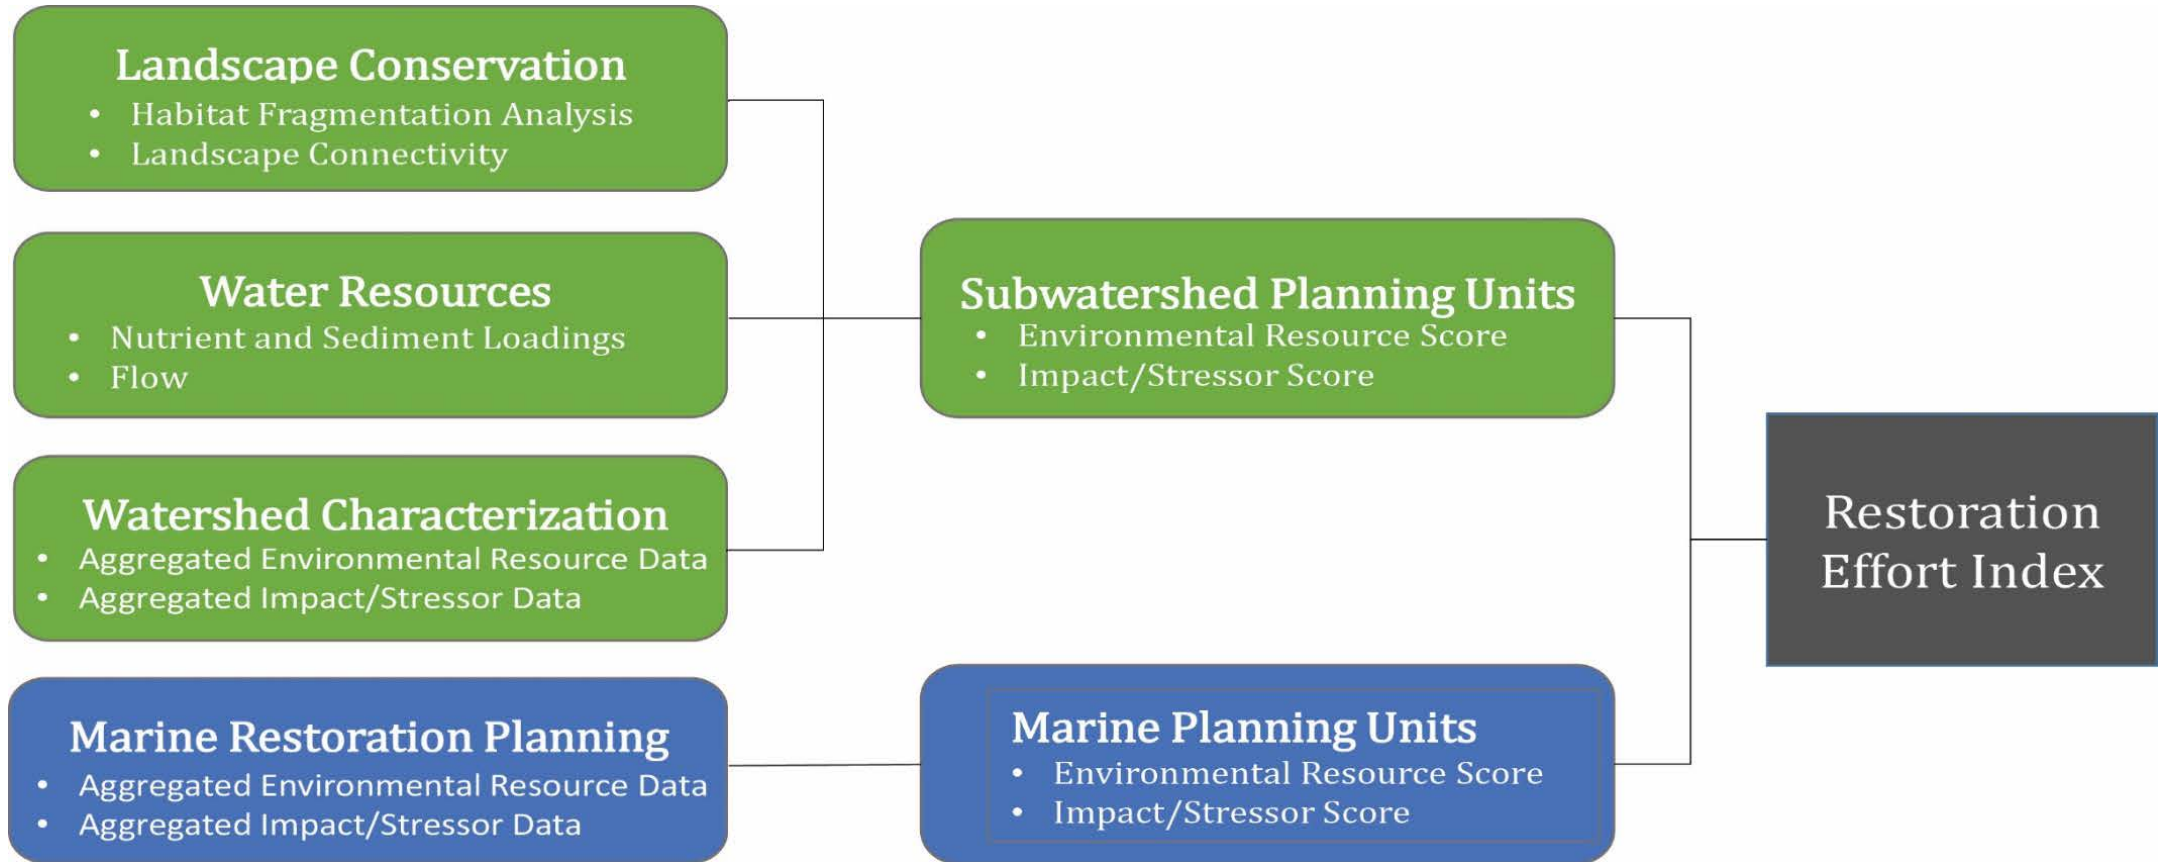 Landscape Conservation
• Habitat Fragmentation Analysis
• Landscape Connectivity
Water Resources
• Nutrient and Sediment Loadings
• Flow
Watershed Characterization
• Aggregated Environmental Resource Data
• Aggregated Impact/Stressor Data
Marine Restoration Planning
• Aggregated Environmental Resource Data
• Aggregated Impact/Stressor Data
Subwatershed Planning Units
• Environmental Resource Score
• Impact/Stressor Score
Marine Planning Units
• Environmental Resource Score
• Impact/Stressor Score
Restoration
Effort Index